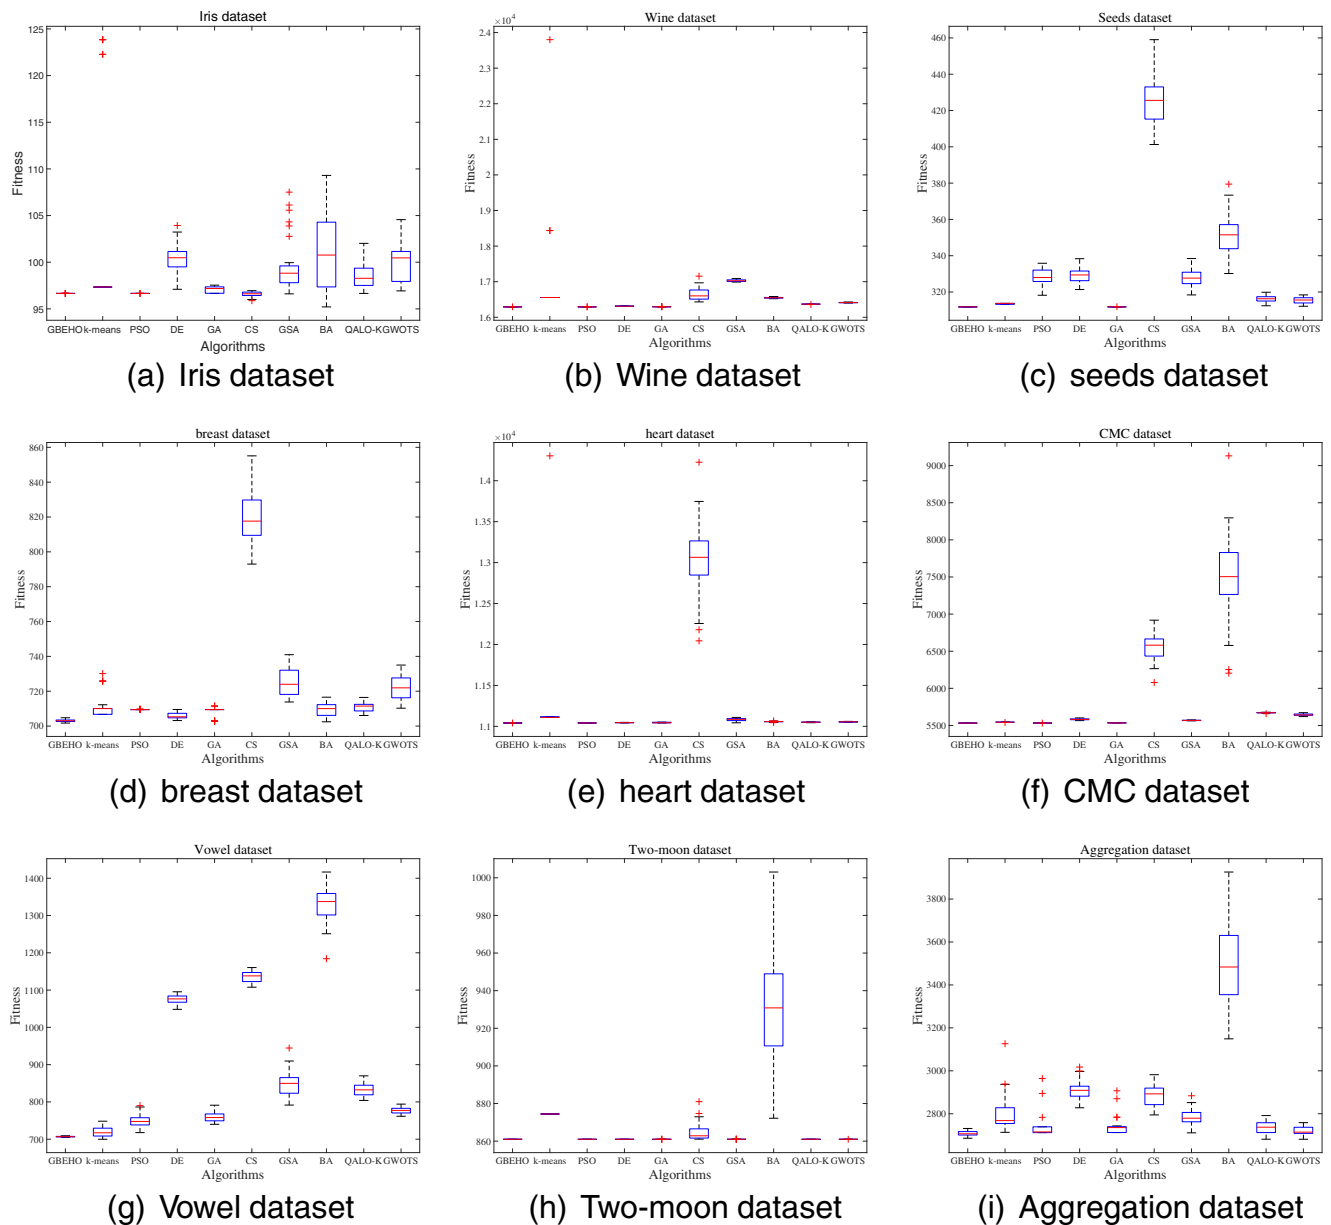 Iris dataset
125
120
115
110
105
100
95
Fitness
GBEHO k-means PSO DE GA CS GSA BA QALO-K GWOTS
Algorithms
(a) Iris dataset
Wine dataset
×10⁴
2.4
2.3
2.2
2.1
2
1.9
1.8
1.7
1.6
Fitness
GBEHO k-means PSO DE GA CS GSA BA QALO-K GWOTS
Algorithms
(b) Wine dataset
Seeds dataset
460
440
420
400
380
360
340
320
Fitness
GBEHO k-means PSO DE GA CS GSA BA QALO-K GWOTS
Algorithms
(c) seeds dataset
breast dataset
860
840
820
800
780
760
740
720
700
Fitness
GBEHO k-means PSO DE GA CS GSA BA QALO-K GWOTS
Algorithms
(d) breast dataset
heart dataset
×10⁴
1.4
1.35
1.3
1.25
1.2
1.15
1.1
Fitness
GBEHO k-means PSO DE GA CS GSA BA QALO-K GWOTS
Algorithms
(e) heart dataset
CMC dataset
9000
8500
8000
7500
7000
6500
6000
5500
Fitness
GBEHO k-means PSO DE GA CS GSA BA QALO-K GWOTS
Algorithms
(f) CMC dataset
Vowel dataset
1400
1300
1200
1100
1000
900
800
700
Fitness
GBEHO k-means PSO DE GA CS GSA BA QALO-K GWOTS
Algorithms
(g) Vowel dataset
Two-moon dataset
1000
980
960
940
920
900
880
860
Fitness
GBEHO k-means PSO DE GA CS GSA BA QALO-K GWOTS
Algorithms
(h) Two-moon dataset
Aggregation dataset
3800
3600
3400
3200
3000
2800
Fitness
GBEHO k-means PSO DE GA CS GSA BA QALO-K GWOTS
Algorithms
(i) Aggregation dataset